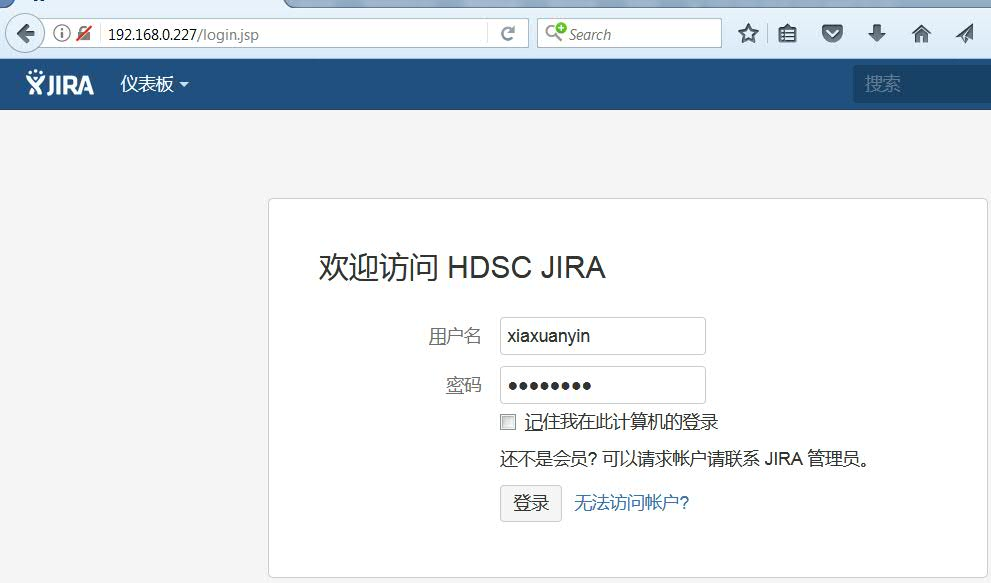 192.168.0.227/login.jsp
Search
JIRA 仪表板 搜索
欢迎访问 HDSC JIRA
用户名 xiaxuanyin
密码 ●●●●●●●●
记住我在此计算机的登录
还不是会员? 可以请求帐户请联系 JIRA 管理员。
登录 无法访问帐户?